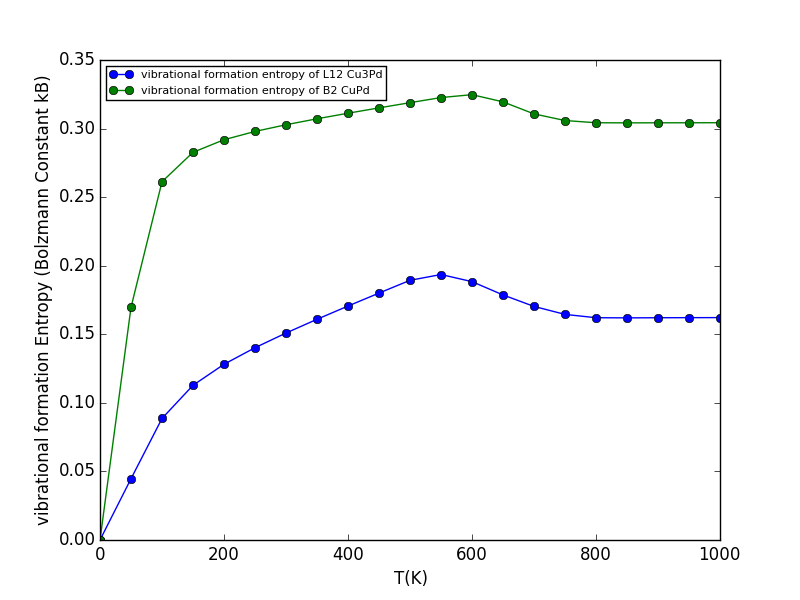 0.35
0.30
0.25
0.20
0.15
0.10
0.05
0.00
vibrational formation Entropy (Bolzmann Constant kB)
vibrational formation entropy of L12 Cu3Pd
vibrational formation entropy of B2 CuPd
0 200 400 600 800 1000
T(K)